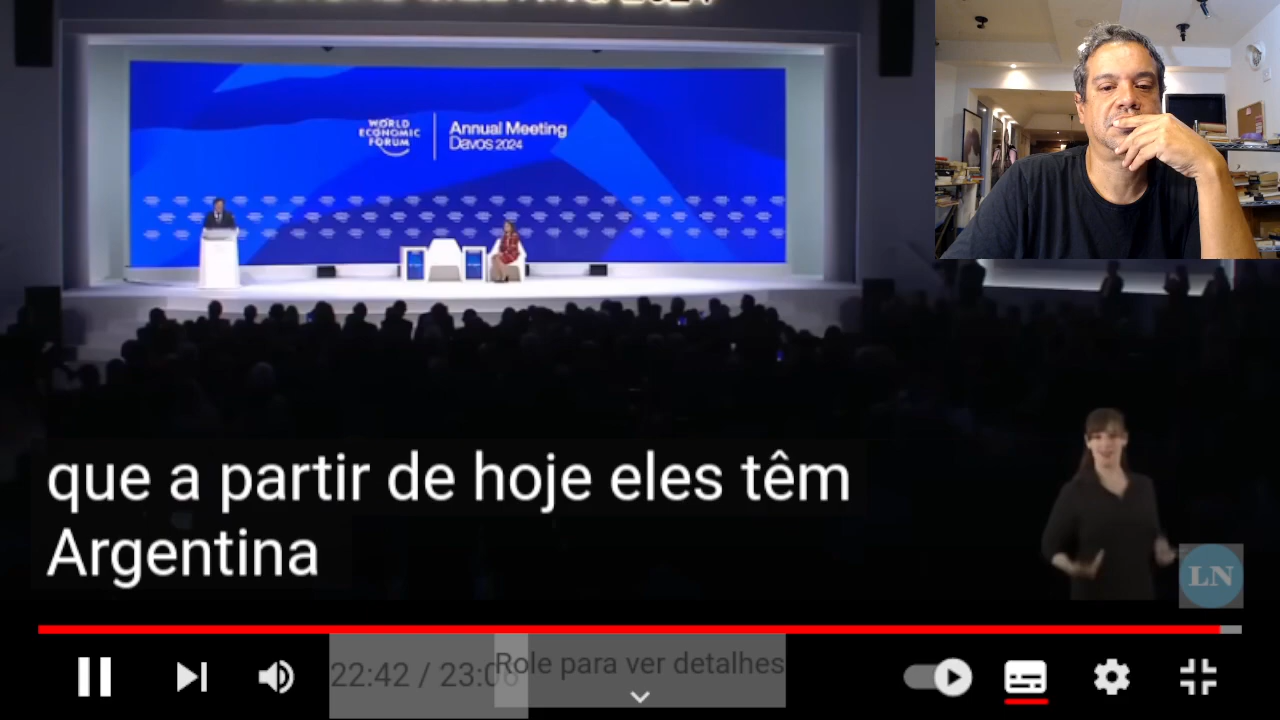 WORLD
ECONOMIC
FORUM
Annual Meeting
Davos 2024
que a partir de hoje eles têm
Argentina
LN
22:42 / 23:06
Role para ver detalhes